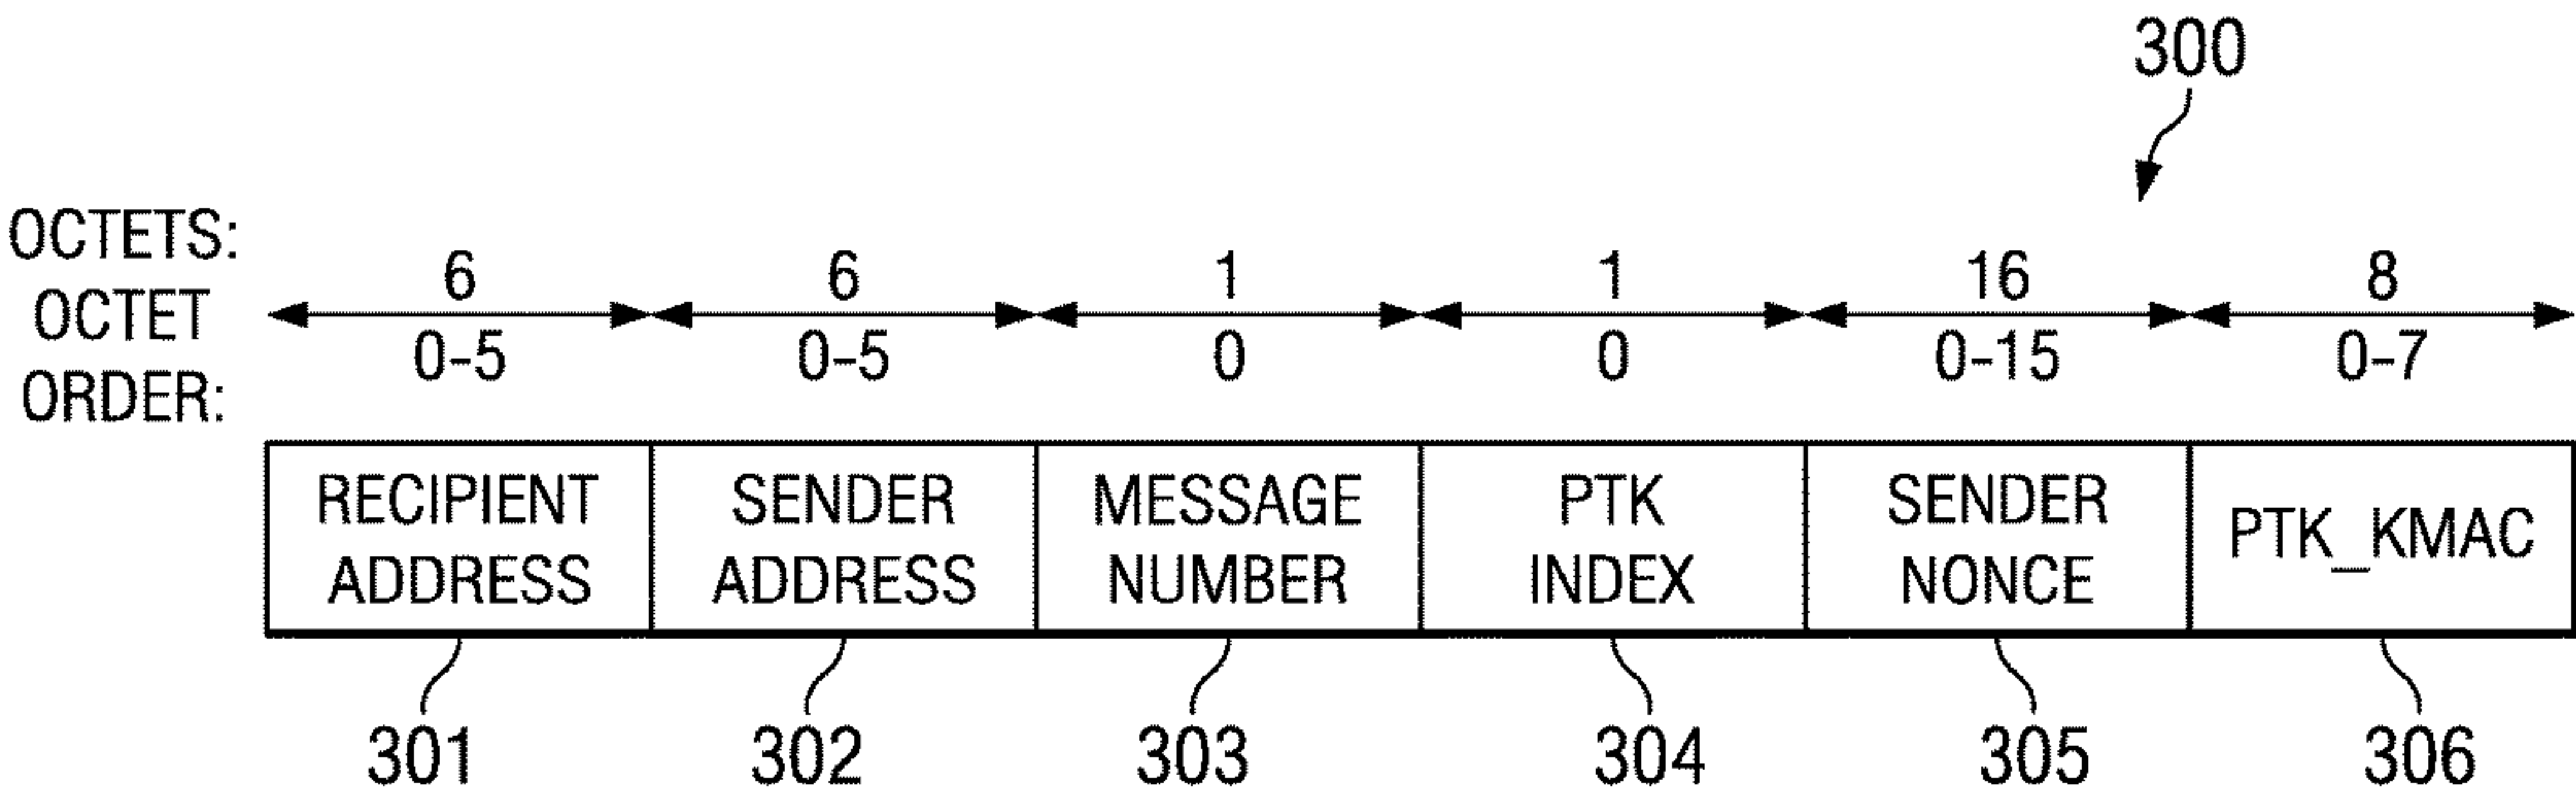 300
OCTETS:
6 6 1 1 16 8
OCTET
0-5 0-5 0 0 0-15 0-7
ORDER:
RECIPIENT SENDER MESSAGE PTK SENDER PTK_KMAC
ADDRESS ADDRESS NUMBER INDEX NONCE
301 302 303 304 305 306